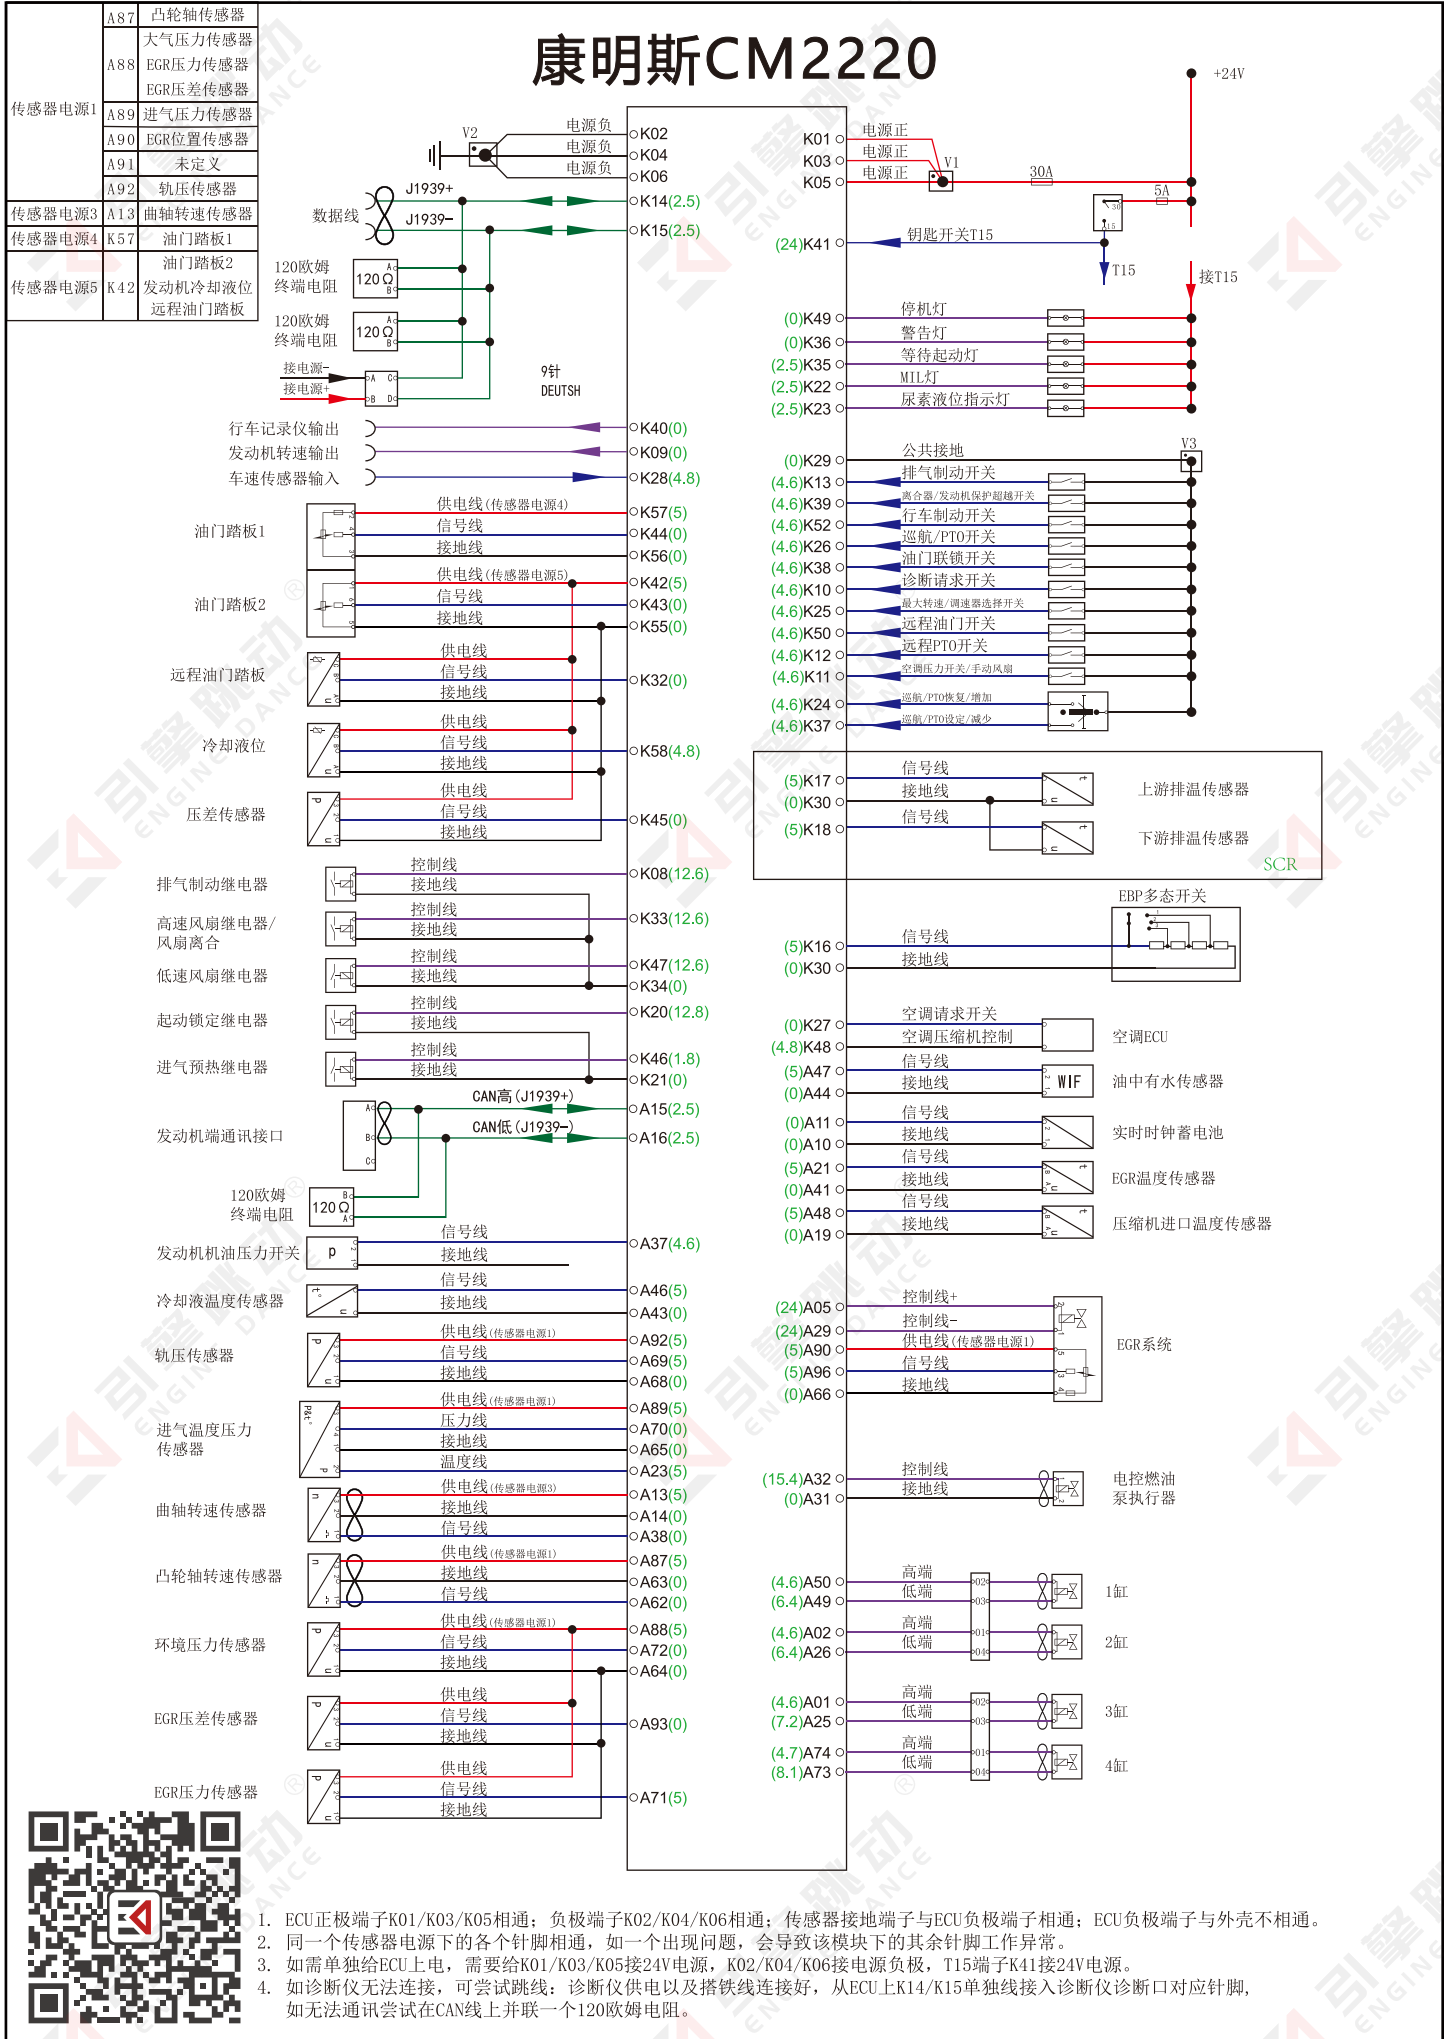 康明斯CM2220
传感器电源1 A87 凸轮轴传感器
A88 大气压力传感器
EGR压力传感器
EGR压差传感器
A89 进气压力传感器
A90 EGR位置传感器
A91 未定义
A92 轨压传感器
传感器电源3 A13 曲轴转速传感器
传感器电源4 K57 油门踏板1
传感器电源5 K42 油门踏板2
发动机冷却液位
远程油门踏板
V2 电源负 K02
电源负 K04
电源负 K06
数据线 J1939+ K14(2.5)
J1939- K15(2.5)
120欧姆
终端电阻 120Ω A B
120欧姆
终端电阻 120Ω A B
接电源- A C
接电源+ B D
9针
DEUTSH
行车记录仪输出 K40(0)
发动机转速输出 K09(0)
车速传感器输入 K28(4.8)
油门踏板1 供电线(传感器电源4) K57(5)
信号线 K44(0)
接地线 K56(0)
油门踏板2 供电线(传感器电源5) K42(5)
信号线 K43(0)
接地线 K55(0)
远程油门踏板 供电线
信号线 K32(0)
接地线
冷却液位 供电线
信号线 K58(4.8)
接地线
压差传感器 供电线
信号线 K45(0)
接地线
排气制动继电器 控制线 K08(12.6)
接地线
高速风扇继电器/
风扇离合 控制线 K33(12.6)
接地线
低速风扇继电器 控制线 K47(12.6)
接地线 K34(0)
起动锁定继电器 控制线 K20(12.8)
接地线
进气预热继电器 控制线 K46(1.8)
接地线 K21(0)
发动机端通讯接口 A CAN高(J1939+) A15(2.5)
B CAN低(J1939-) A16(2.5)
C
120欧姆
终端电阻 120Ω B A
发动机机油压力开关 p 信号线 A37(4.6)
接地线
冷却液温度传感器 信号线 A46(5)
接地线 A43(0)
轨压传感器 供电线(传感器电源1) A92(5)
信号线 A69(5)
接地线 A68(0)
进气温度压力
传感器 供电线(传感器电源1) A89(5)
压力线 A70(0)
接地线 A65(0)
温度线 A23(5)
曲轴转速传感器 供电线(传感器电源3) A13(5)
接地线 A14(0)
信号线 A38(0)
凸轮轴转速传感器 供电线(传感器电源1) A87(5)
接地线 A63(0)
信号线 A62(0)
环境压力传感器 供电线(传感器电源1) A88(5)
信号线 A72(0)
接地线 A64(0)
EGR压差传感器 供电线
信号线 A93(0)
接地线
EGR压力传感器 供电线
信号线 A71(5)
接地线
+24V
K01 电源正
K03 电源正 V1
K05 电源正 30A
5A
30
15
(24)K41 钥匙开关T15
T15
接T15
(0)K49 停机灯
(0)K36 警告灯
(2.5)K35 等待起动灯
(2.5)K22 MIL灯
(2.5)K23 尿素液位指示灯
(0)K29 公共接地 V3
(4.6)K13 排气制动开关
(4.6)K39 离合器/发动机保护超越开关
(4.6)K52 行车制动开关
(4.6)K26 巡航/PTO开关
(4.6)K38 油门联锁开关
(4.6)K10 诊断请求开关
(4.6)K25 最大转速/调速器选择开关
(4.6)K50 远程油门开关
(4.6)K12 远程PTO开关
(4.6)K11 空调压力开关/手动风扇
(4.6)K24 巡航/PTO恢复/增加
(4.6)K37 巡航/PTO设定/减少
(5)K17 信号线 上游排温传感器
(0)K30 接地线
(5)K18 信号线 下游排温传感器
SCR
EBP多态开关
(5)K16 信号线
(0)K30 接地线
(0)K27 空调请求开关 空调ECU
(4.8)K48 空调压缩机控制
(5)A47 信号线 WIF 油中有水传感器
(0)A44 接地线
(0)A11 信号线 实时时钟蓄电池
(0)A10 接地线
(5)A21 信号线 EGR温度传感器
(0)A41 接地线
(5)A48 信号线 压缩机进口温度传感器
(0)A19 接地线
(24)A05 控制线+
(24)A29 控制线-
(5)A90 供电线(传感器电源1) EGR系统
(5)A96 信号线
(0)A66 接地线
(15.4)A32 控制线 电控燃油
(0)A31 接地线 泵执行器
(4.6)A50 高端 02 1缸
(6.4)A49 低端 03
(4.6)A02 高端 01 2缸
(6.4)A26 低端 04
(4.6)A01 高端 02 3缸
(7.2)A25 低端 03
(4.7)A74 高端 01 4缸
(8.1)A73 低端 04
1. ECU正极端子K01/K03/K05相通；负极端子K02/K04/K06相通；传感器接地端子与ECU负极端子相通；ECU负极端子与外壳不相通。
2. 同一个传感器电源下的各个针脚相通，如一个出现问题，会导致该模块下的其余针脚工作异常。
3. 如需单独给ECU上电，需要给K01/K03/K05接24V电源，K02/K04/K06接电源负极，T15端子K41接24V电源。
4. 如诊断仪无法连接，可尝试跳线：诊断仪供电以及搭铁线连接好，从ECU上K14/K15单独线接入诊断仪诊断口对应针脚，
如无法通讯尝试在CAN线上并联一个120欧姆电阻。